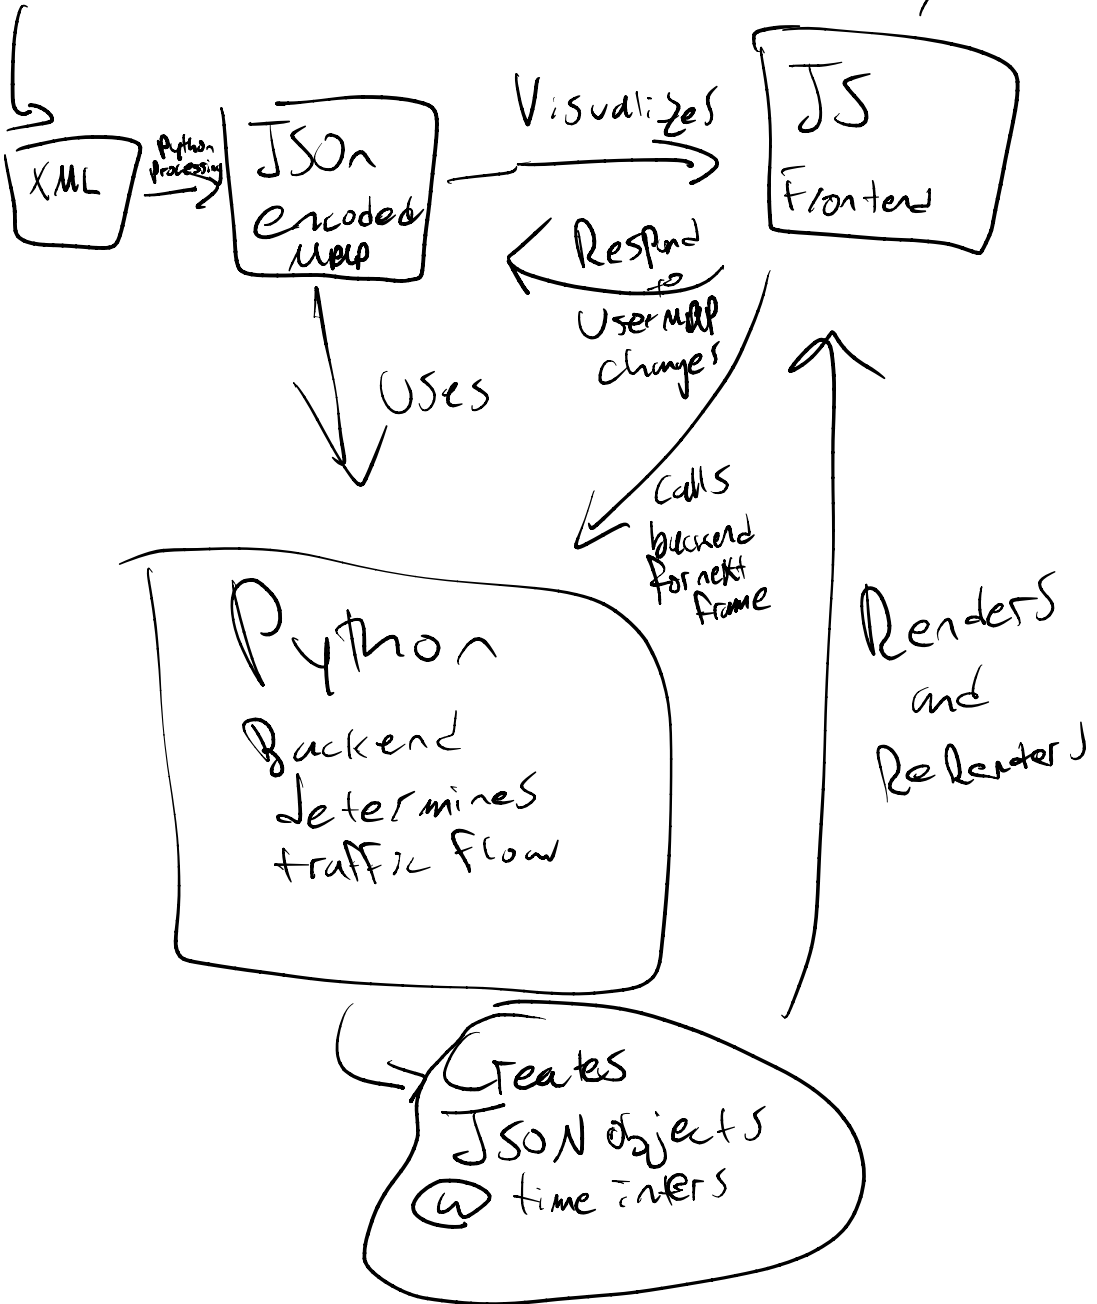 XML
Python
Processing
JSOn
encoded
MAP
Visualizes
JS
Frontend
Respond
to
User MAP
changes
Uses
Calls
backend
for next
frame
Python
Backend
determines
traffic flow
Renders
and
ReRenders
Creates
JSON objects
@ time inters